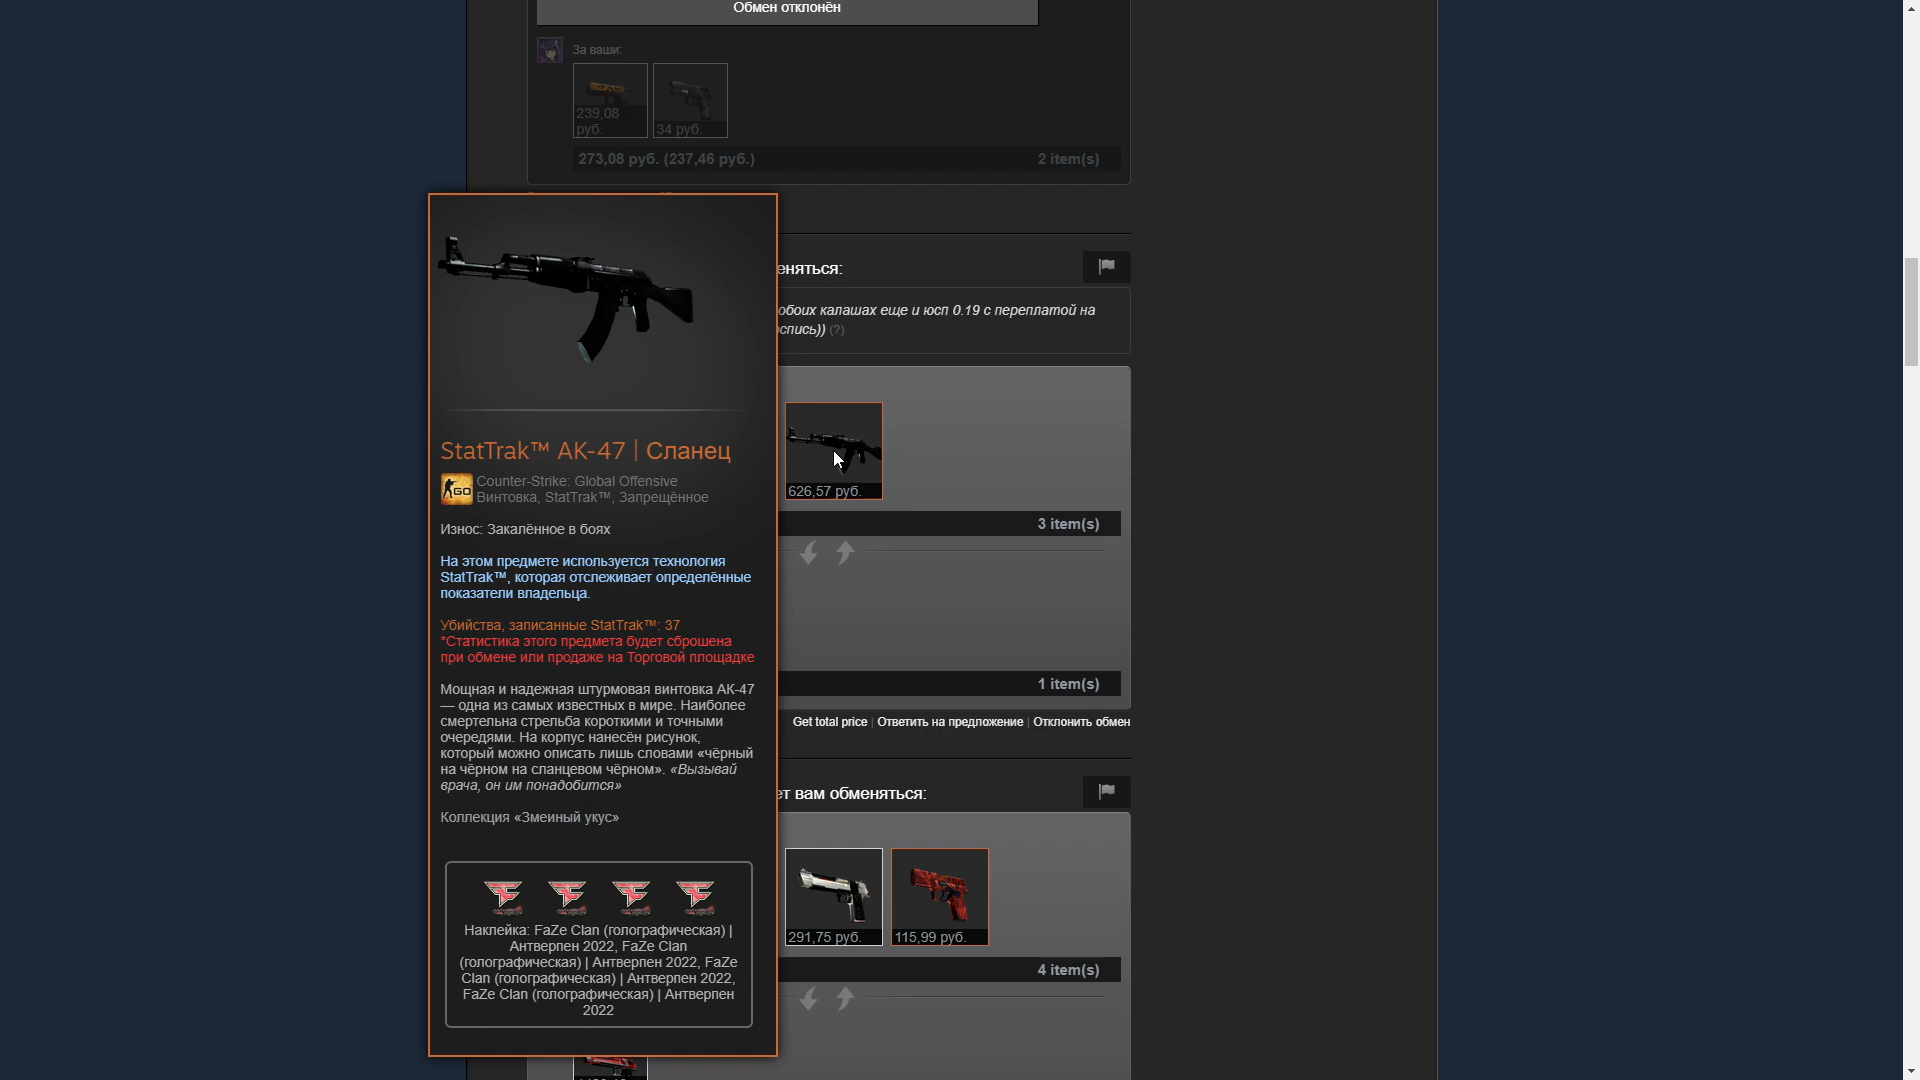 Обмен отклонён
За ваши:
239,08
руб.
34 руб.
273,08 руб. (237,46 руб.)
2 item(s)
еняться:
обоих калашах еще и юсп 0.19 с переплатой на
спись)) (?)
626,57 руб.
3 item(s)
1 item(s)
Get total price | Ответить на предложение | Отклонить обмен
ет вам обменяться:
291,75 руб.
115,99 руб.
4 item(s)
StatTrak™ AK-47 | Сланец
GO
Counter-Strike: Global Offensive
Винтовка, StatTrak™, Запрещённое
Износ: Закалённое в боях
На этом предмете используется технология
StatTrak™, которая отслеживает определённые
показатели владельца.
Убийства, записанные StatTrak™: 37
*Статистика этого предмета будет сброшена
при обмене или продаже на Торговой площадке
Мощная и надежная штурмовая винтовка АК-47
— одна из самых известных в мире. Наиболее
смертельна стрельба короткими и точными
очередями. На корпус нанесён рисунок,
который можно описать лишь словами «чёрный
на чёрном на сланцевом чёрном». «Вызывай
врача, он им понадобится»
Коллекция «Змеиный укус»
Наклейка: FaZe Clan (голографическая) |
Антверпен 2022, FaZe Clan
(голографическая) | Антверпен 2022, FaZe
Clan (голографическая) | Антверпен 2022,
FaZe Clan (голографическая) | Антверпен
2022